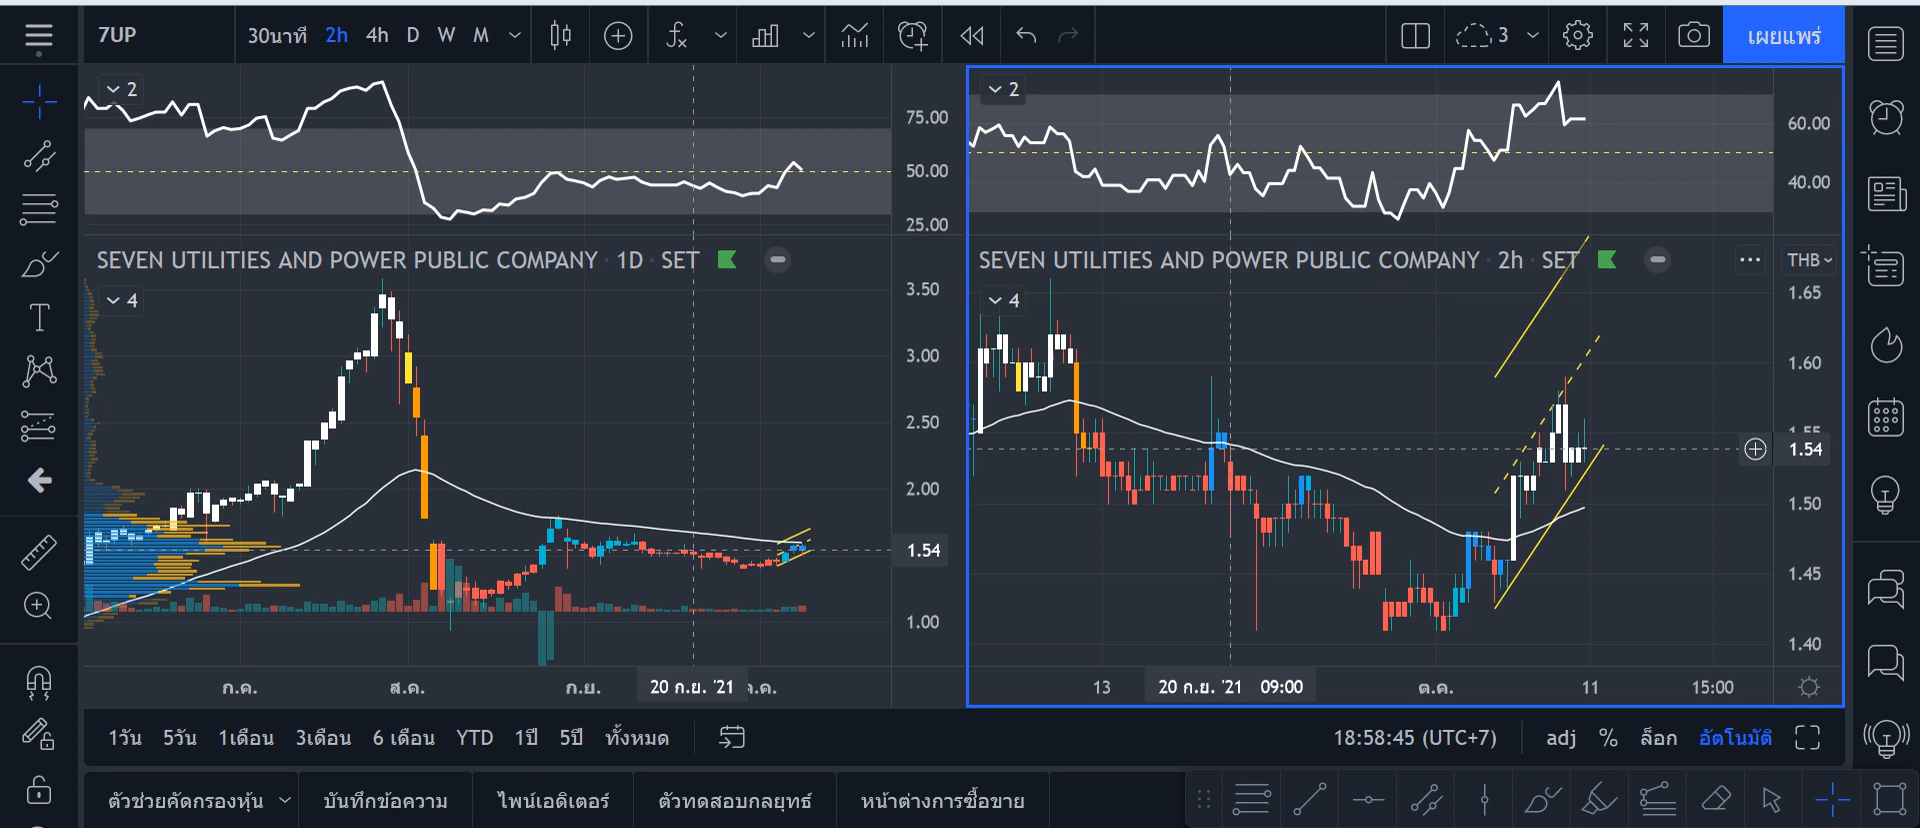 7UP
30นาที 2h 4h D W M
3
เผยแพร่
2
75.00
50.00
25.00
SEVEN UTILITIES AND POWER PUBLIC COMPANY · 1D · SET
4
3.50
3.00
2.50
2.00
1.54
1.00
ก.ค. ส.ค. ก.ย. 20 ก.ย. '21 ต.ค.
2
60.00
40.00
SEVEN UTILITIES AND POWER PUBLIC COMPANY · 2h · SET
THB
4
1.65
1.60
1.55
1.54
1.50
1.45
1.40
13 20 ก.ย. '21 09:00 ต.ค. 11 15:00
1วัน 5วัน 1เดือน 3เดือน 6 เดือน YTD 1ปี 5ปี ทั้งหมด
18:58:45 (UTC+7) adj % ล็อก อัตโนมัติ
ตัวช่วยคัดกรองหุ้น บันทึกข้อความ ไพน์เอดิเตอร์ ตัวทดสอบกลยุทธ์ หน้าต่างการซื้อขาย